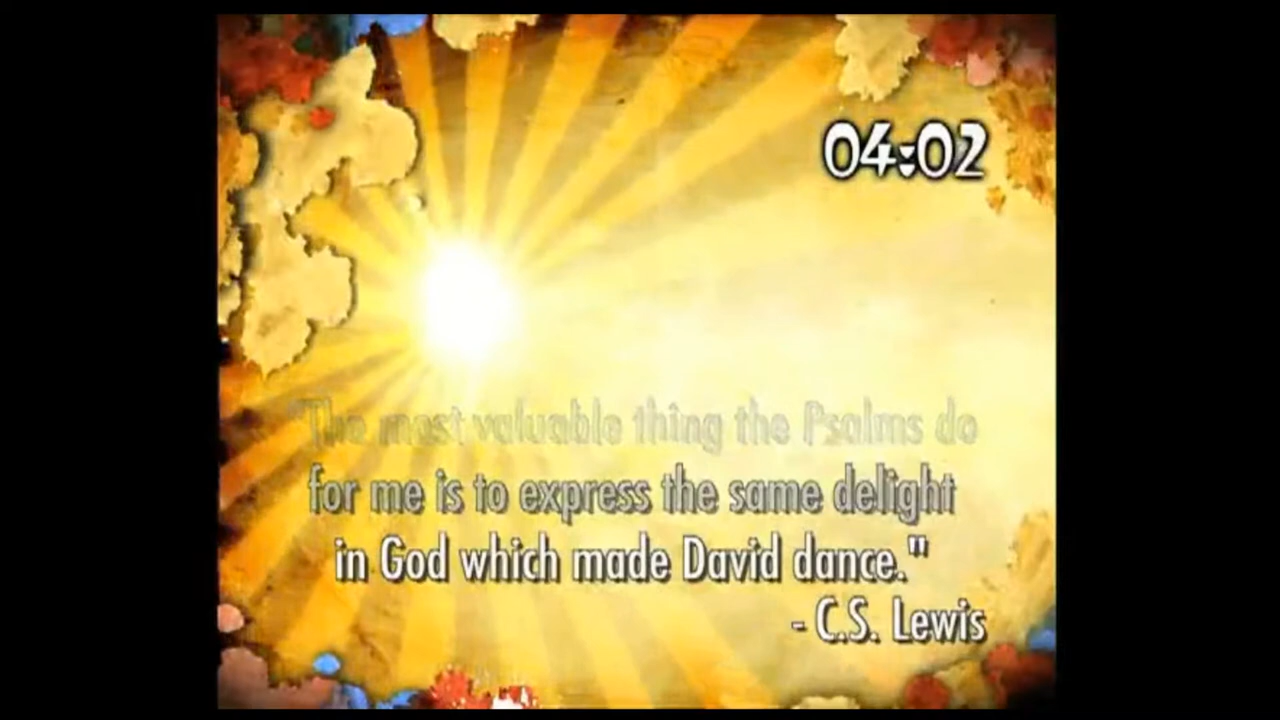 04:02
"The most valuable thing the Psalms do
for me is to express the same delight
in God which made David dance."
- C.S. Lewis